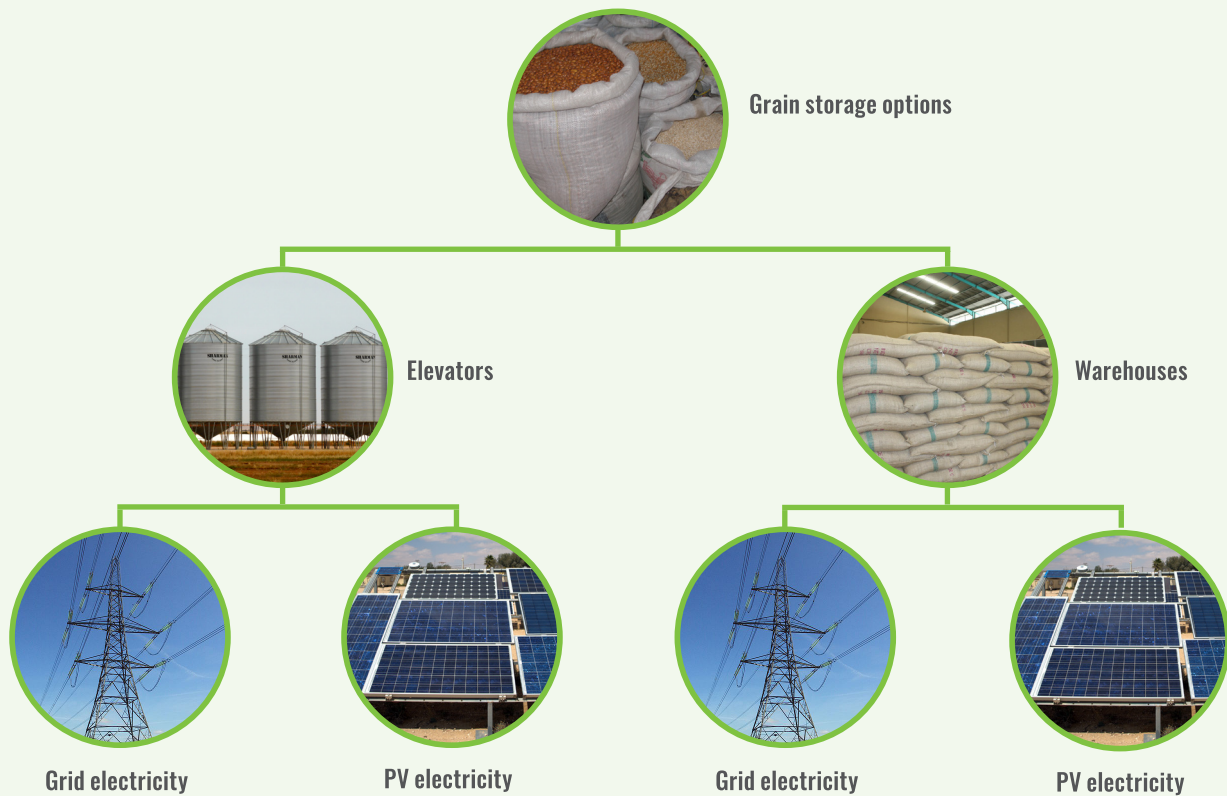 Grain storage options
Elevators
Warehouses
Grid electricity
PV electricity
Grid electricity
PV electricity